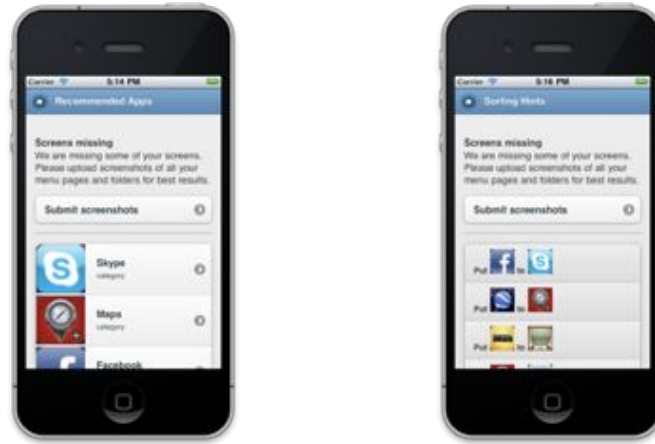 Carrier 5:14 PM
Recommended Apps
Screens missing
We are missing some of your screens.
Please upload screenshots of all your
menu pages and folders for best results.
Submit screenshots
Skype
category
Maps
category
Facebook
Carrier 5:16 PM
Sorting Hints
Screens missing
We are missing some of your screens.
Please upload screenshots of all your
menu pages and folders for best results.
Submit screenshots
Put to
Put to
Put to